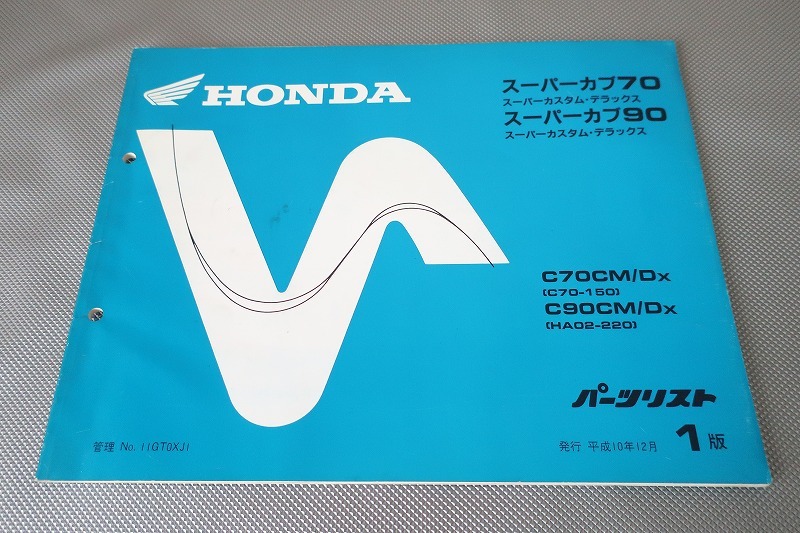 HONDA
スーパーカブ70
スーパーカスタム・デラックス
スーパーカブ90
スーパーカスタム・デラックス
C70CM/DX
(C70-150)
C90CM/DX
(HA02-220)
パーツリスト
管理 No. 11GT0XJ1
発行 平成10年12月 1版